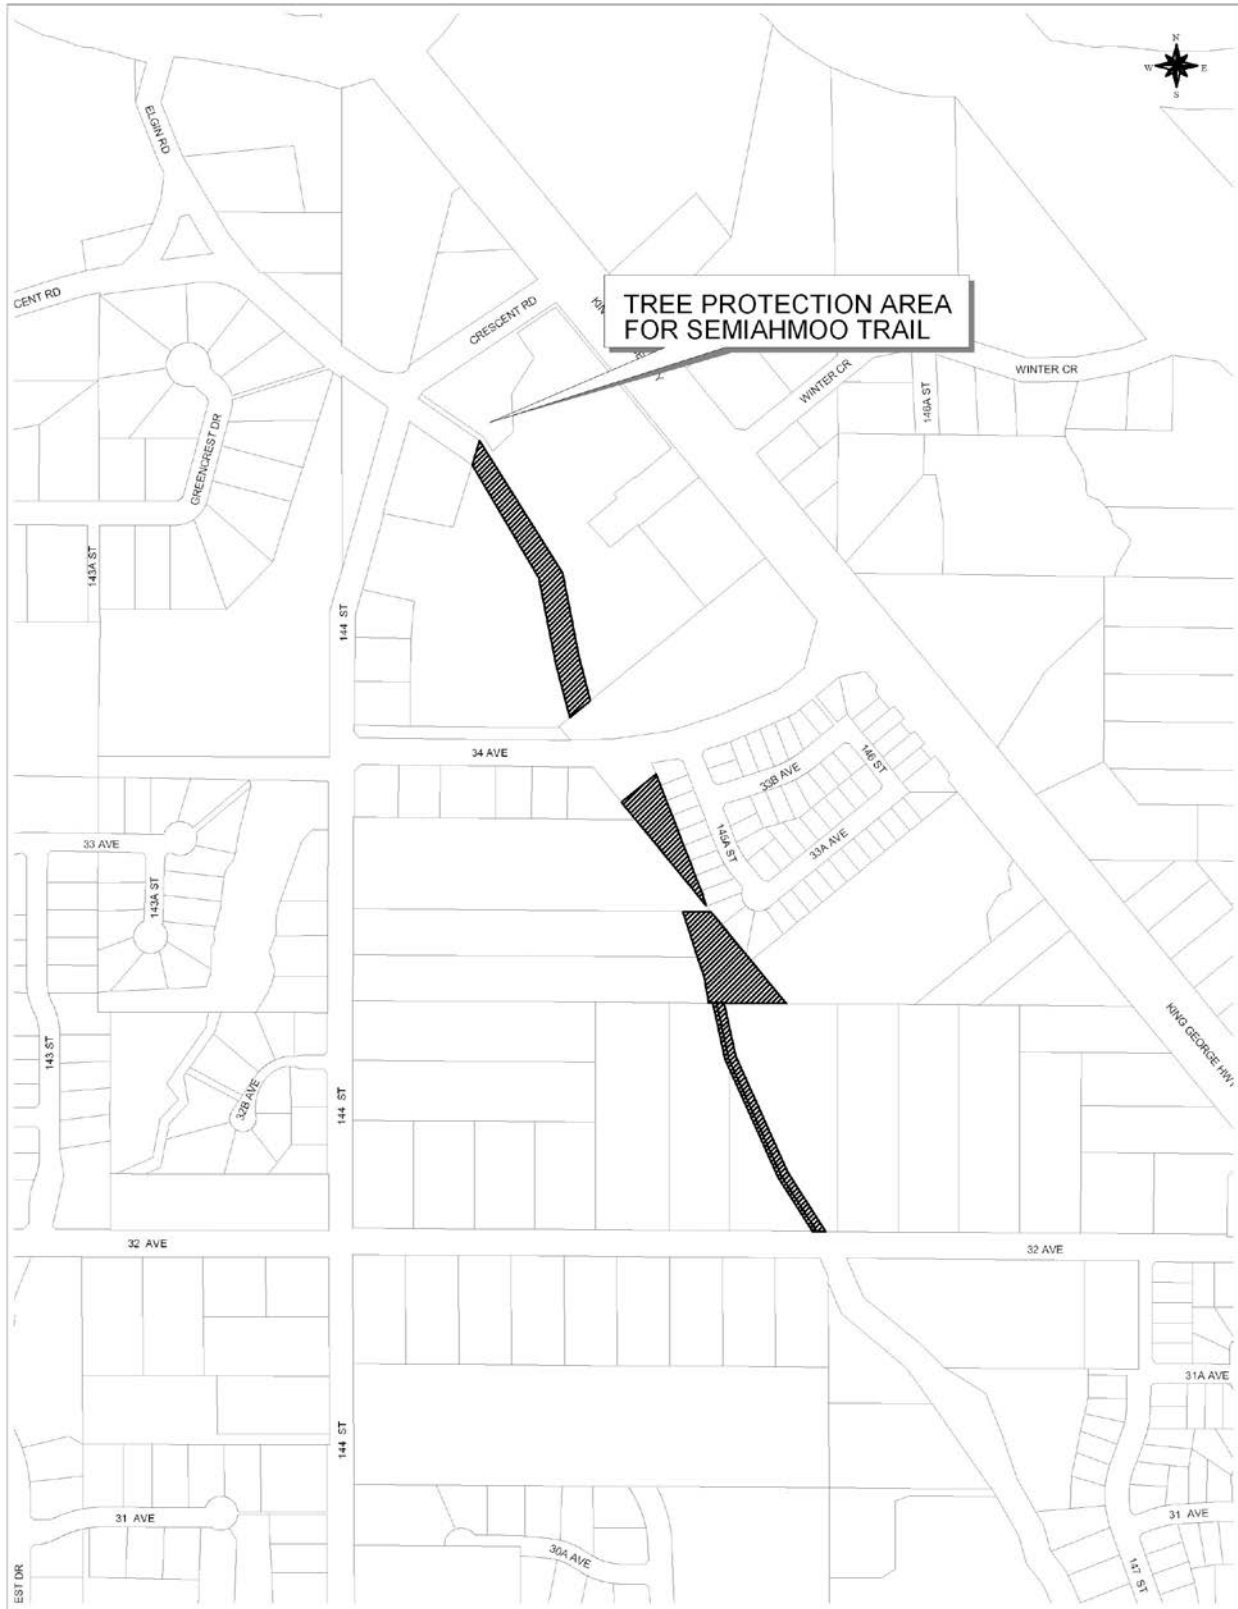 N
W E
S
ELGIN RD
CENT RD
CRESCENT RD
TREE PROTECTION AREA
FOR SEMIAHMOO TRAIL
WINTER CR
WINTER CR
146A ST
GREENCREST DR
143A ST
144 ST
34 AVE
146 ST
33B AVE
145A ST
33A AVE
33 AVE
143A ST
143 ST
32B AVE
144 ST
KING GEORGE HWY
32 AVE
32 AVE
31A AVE
144 ST
31 AVE
31 AVE
30A AVE
147 ST
EST DR